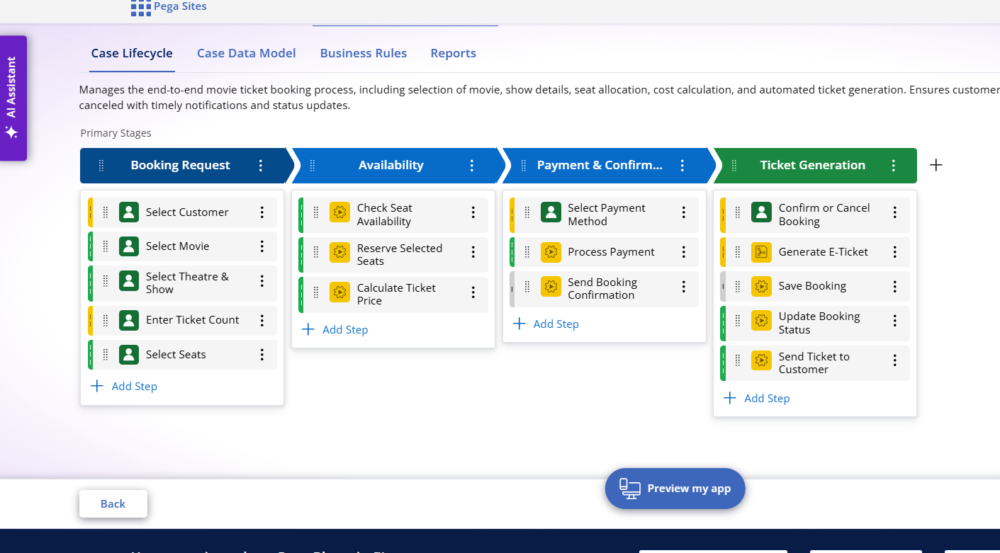 Pega Sites
AI Assistant
Case Lifecycle
Case Data Model
Business Rules
Reports
Manages the end-to-end movie ticket booking process, including selection of movie, show details, seat allocation, cost calculation, and automated ticket generation. Ensures customer
canceled with timely notifications and status updates.
Primary Stages
Booking Request
Availability
Payment & Confirm...
Ticket Generation
Select Customer
Select Movie
Select Theatre &
Show
Enter Ticket Count
Select Seats
Add Step
Check Seat
Availability
Reserve Selected
Seats
Calculate Ticket
Price
Add Step
Select Payment
Method
Process Payment
Send Booking
Confirmation
Add Step
Confirm or Cancel
Booking
Generate E-Ticket
Save Booking
Update Booking
Status
Send Ticket to
Customer
Add Step
Preview my app
Back